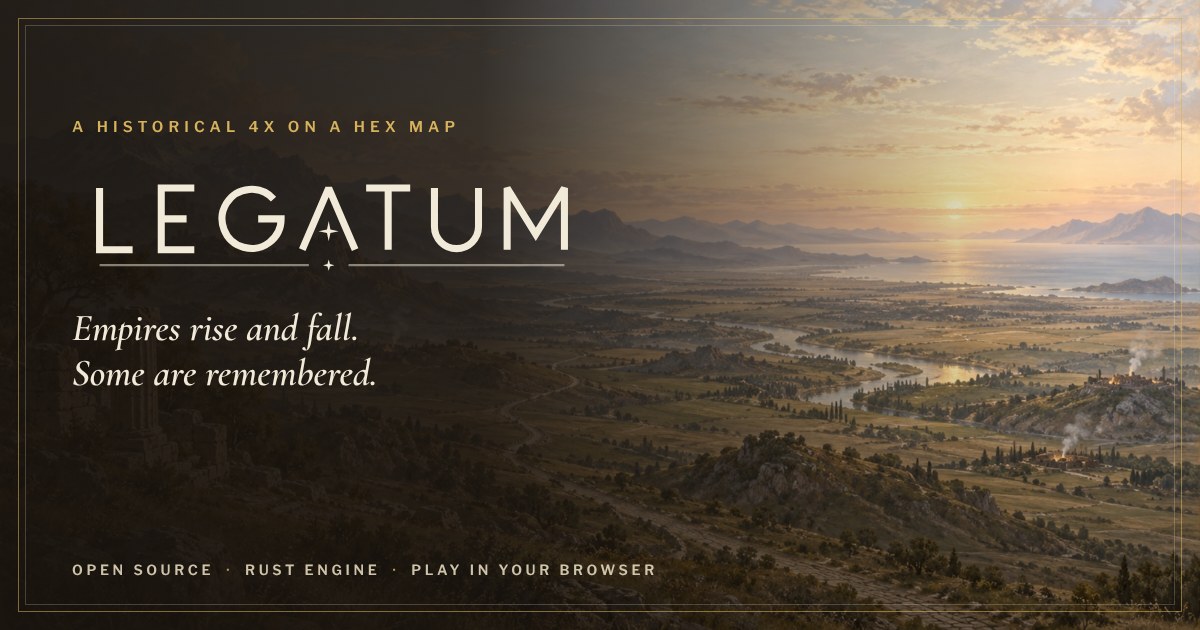 A HISTORICAL 4X ON A HEX MAP
LEGATUM
Empires rise and fall.
Some are remembered.
OPEN SOURCE · RUST ENGINE · PLAY IN YOUR BROWSER